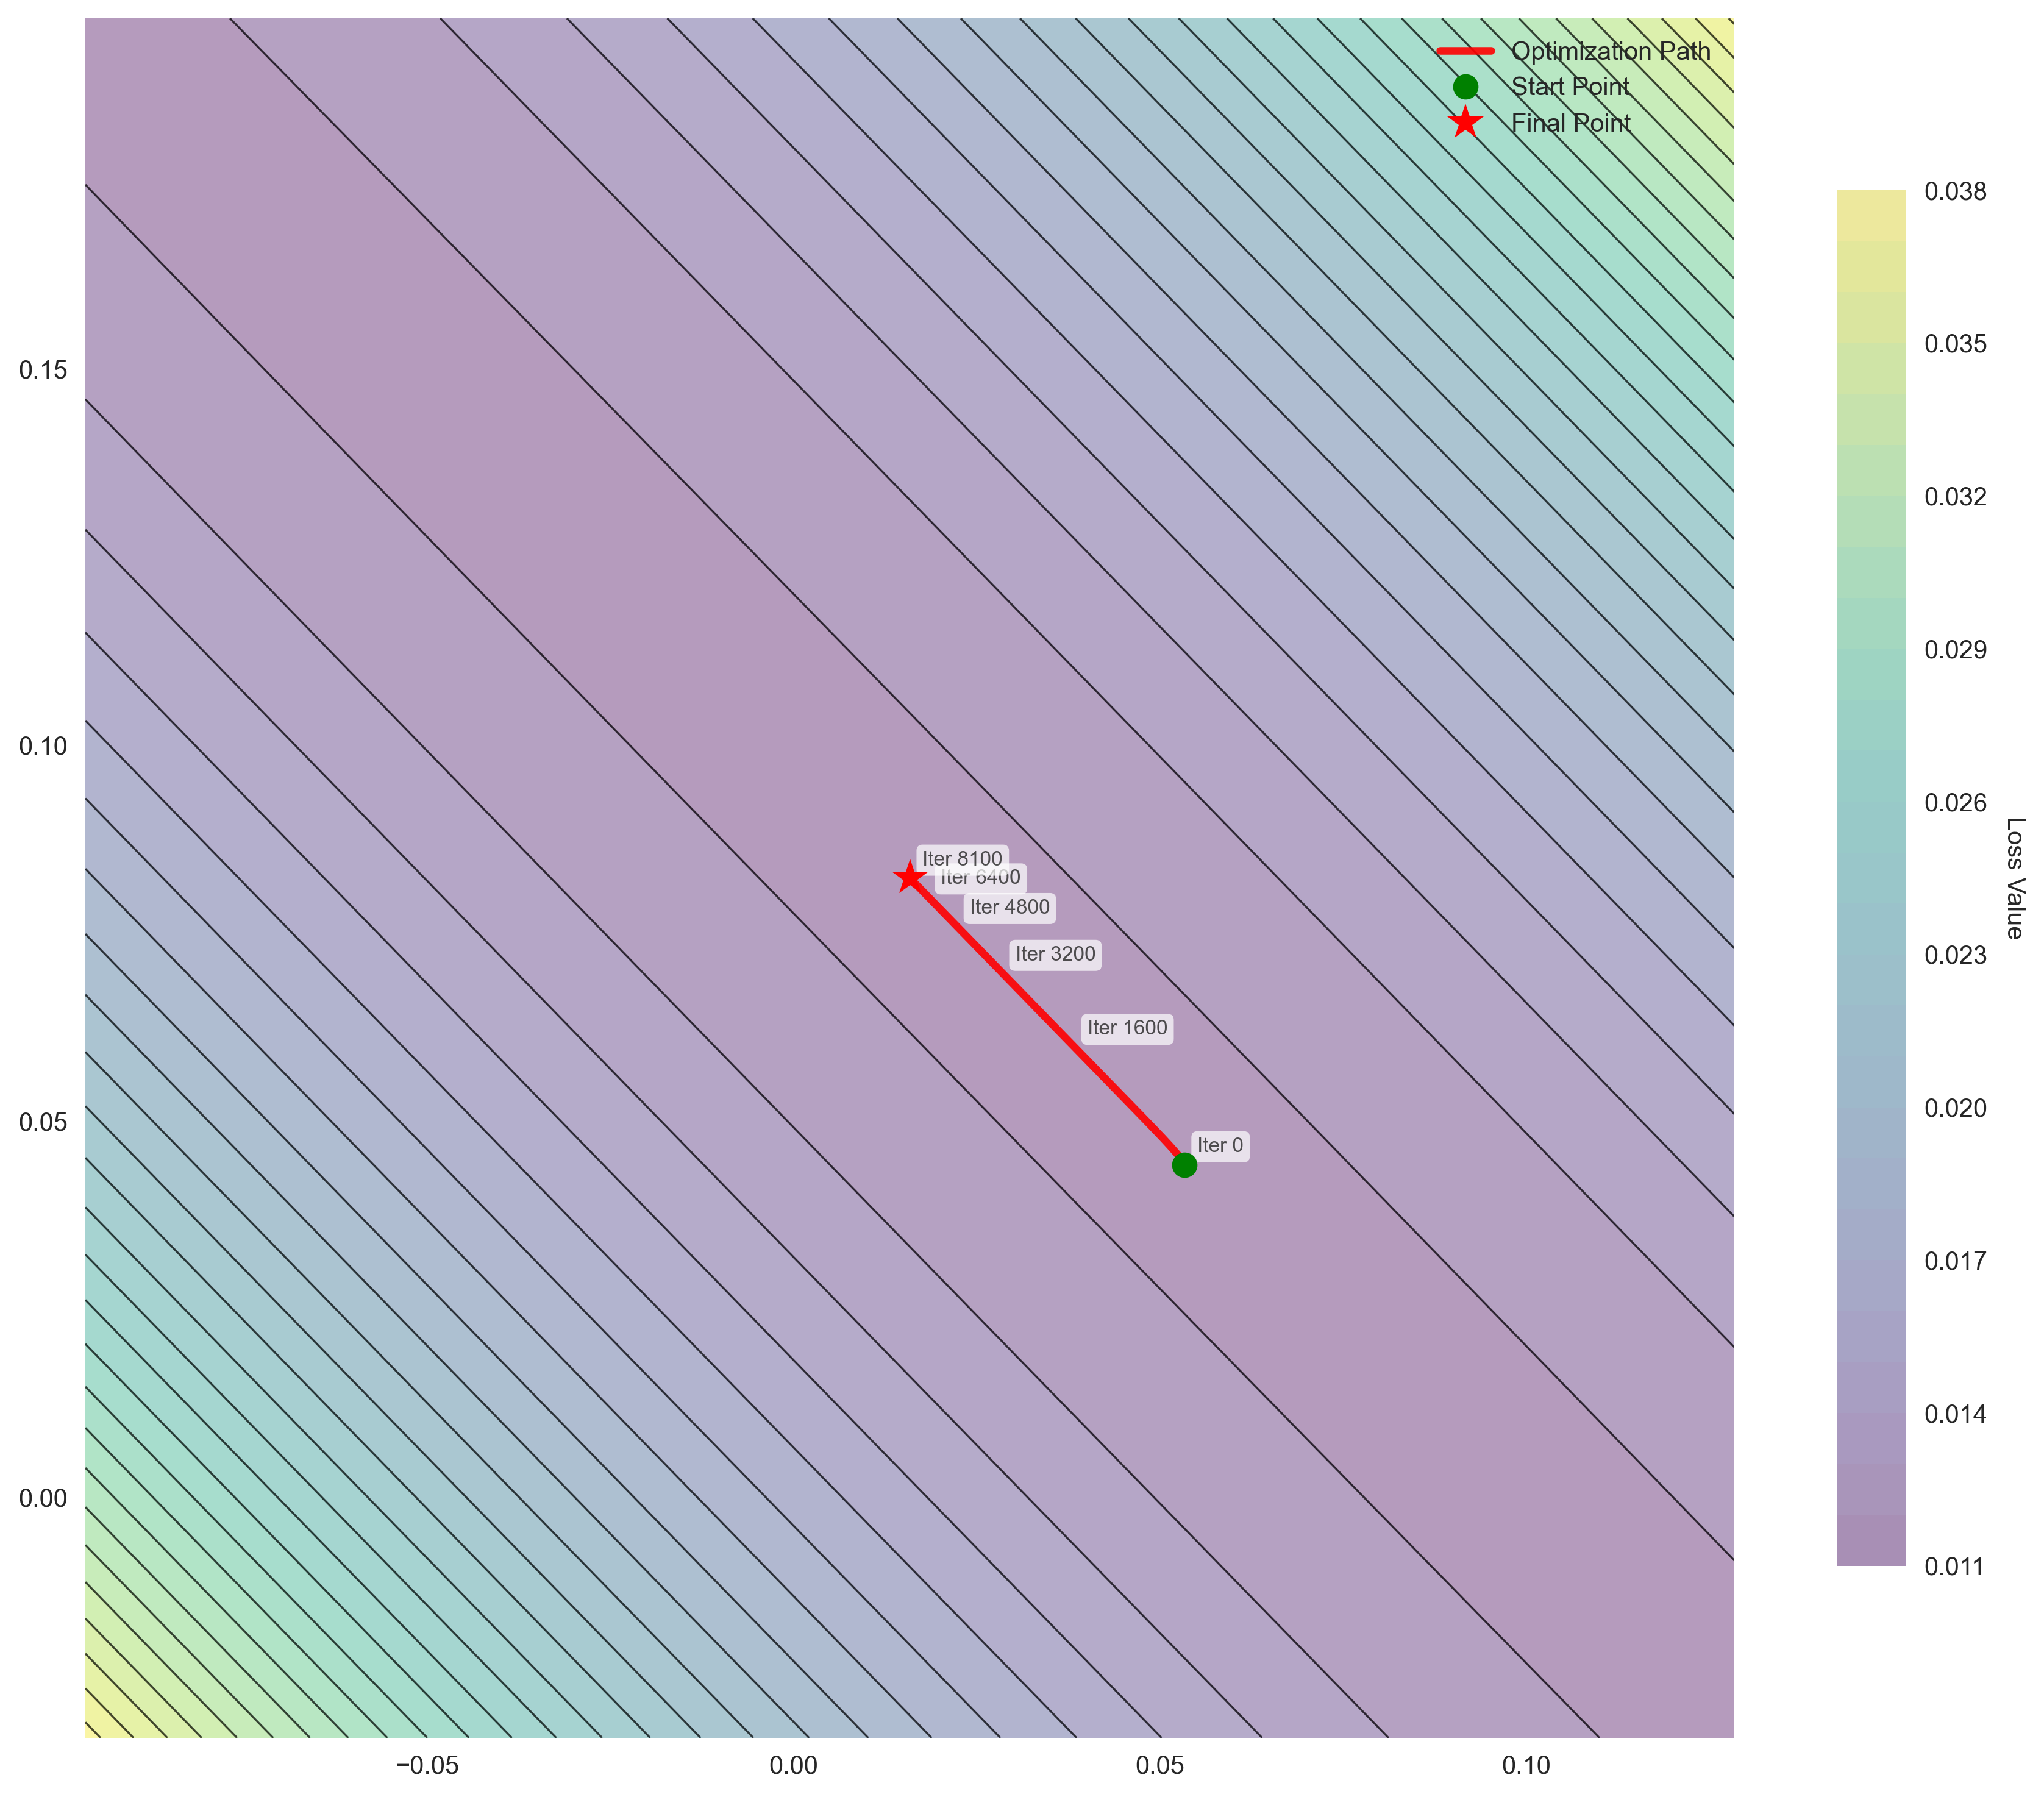 Optimization Path
Start Point
Final Point
0.15
0.10
0.05
0.00
−0.05
0.00
0.05
0.10
Iter 8100
Iter 6400
Iter 4800
Iter 3200
Iter 1600
Iter 0
0.038
0.035
0.032
0.029
0.026
0.023
0.020
0.017
0.014
0.011
Loss Value